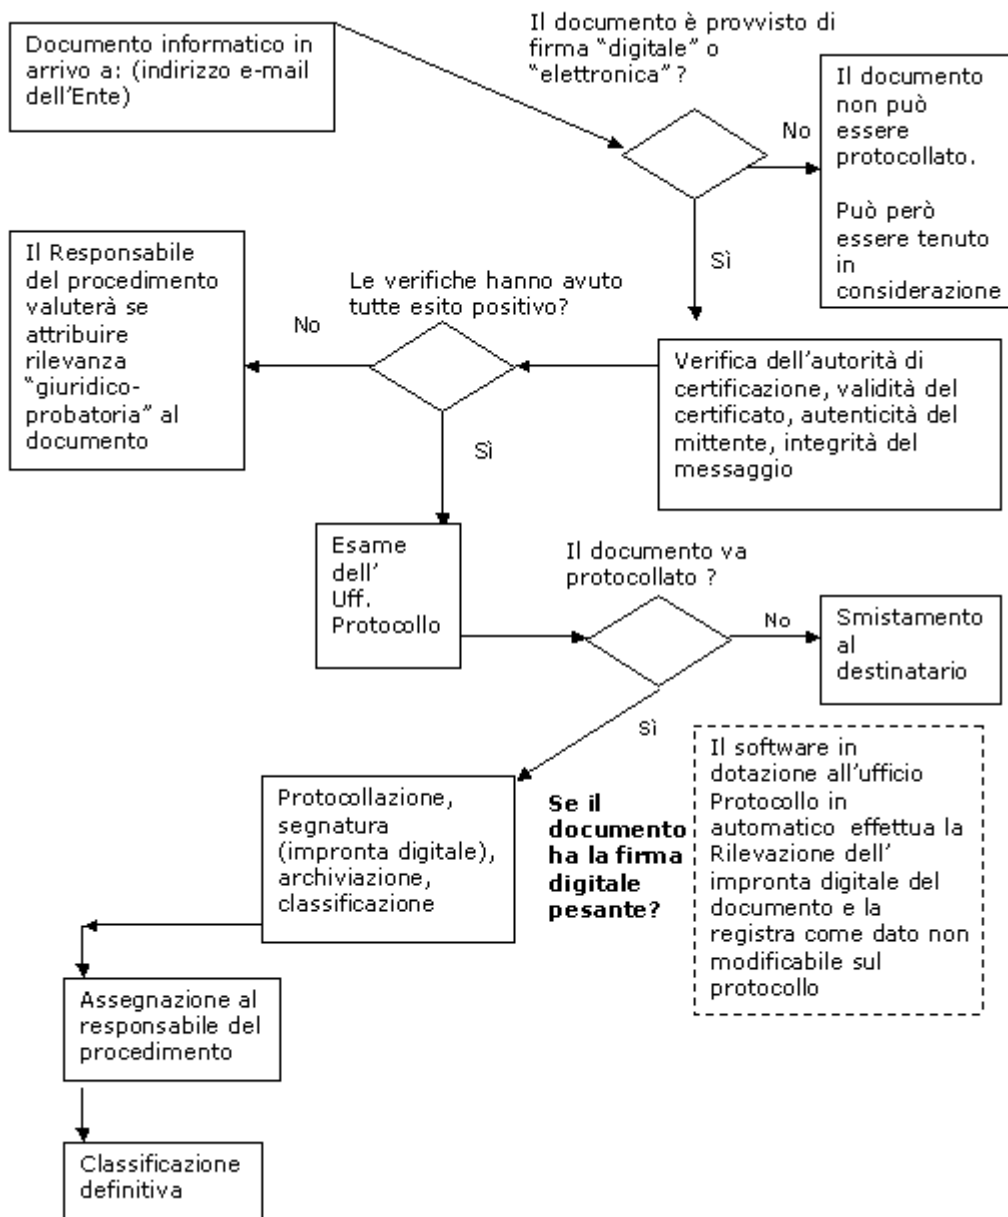 Documento informatico in
arrivo a: (indirizzo e-mail
dell'Ente)
Il documento è provvisto di
firma “digitale” o
“elettronica” ?
No
Il documento
non può
essere
protocollato.
Può però
essere tenuto
in
considerazione
Sì
Il Responsabile
del procedimento
valuterà se
attribuire
rilevanza
“giuridico-
probatoria” al
documento
Le verifiche hanno avuto
tutte esito positivo?
No
Verifica dell'autorità di
certificazione, validità del
certificato, autenticità del
mittente, integrità del
messaggio
Sì
Esame
dell'
Uff.
Protocollo
Il documento va
protocollato ?
No
Smistamento
al
destinatario
Sì
Protocollazione,
segnatura
(impronta digitale),
archiviazione,
classificazione
Se il
documento
ha la firma
digitale
pesante?
Il software in
dotazione all'ufficio
Protocollo in
automatico effettua la
Rilevazione dell'
impronta digitale del
documento e la
registra come dato non
modificabile sul
protocollo
Assegnazione al
responsabile del
procedimento
Classificazione
definitiva